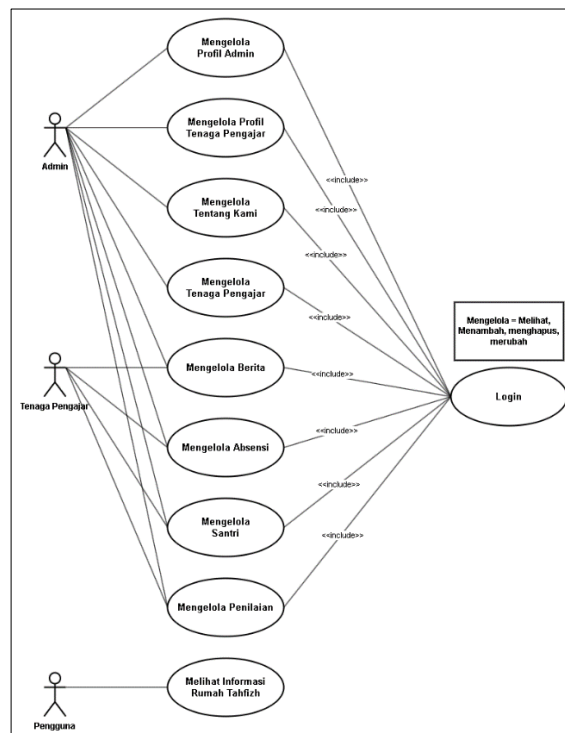 Mengelola
Profil Admin
Mengelola Profil
Tenaga Pengajar
Admin
<<include>>
Mengelola
Tentang Kami
<<include>>
<<include>>
Mengelola
Tenaga Pengajar
<<include>>
Mengelola = Melihat,
Menambah, menghapus,
merubah
Mengelola Berita
<<include>>
Tenaga Pengajar
Login
Mengelola Absensi
<<include>>
<<include>>
Mengelola
Santri
<<include>>
Mengelola Penilaian
Melihat Informasi
Rumah Tahfizh
Pengguna